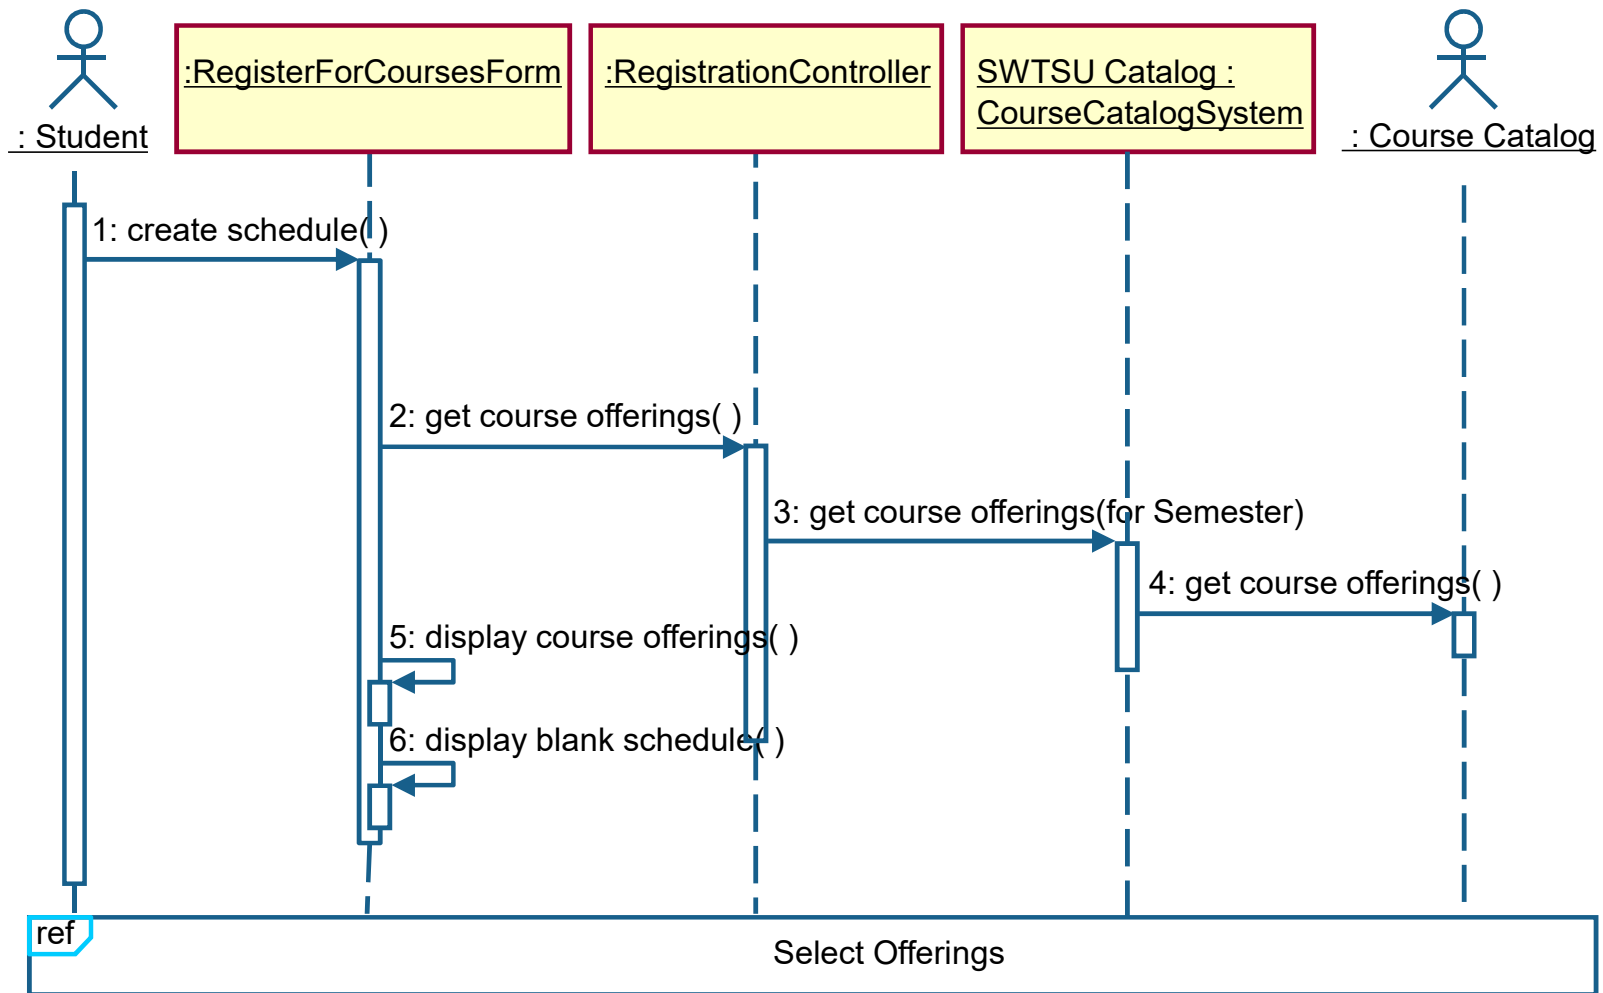 : Student
:RegisterForCoursesForm
:RegistrationController
SWTSU Catalog :
CourseCatalogSystem
: Course Catalog
1: create schedule( )
2: get course offerings( )
3: get course offerings(for Semester)
4: get course offerings( )
5: display course offerings( )
6: display blank schedule( )
ref
Select Offerings